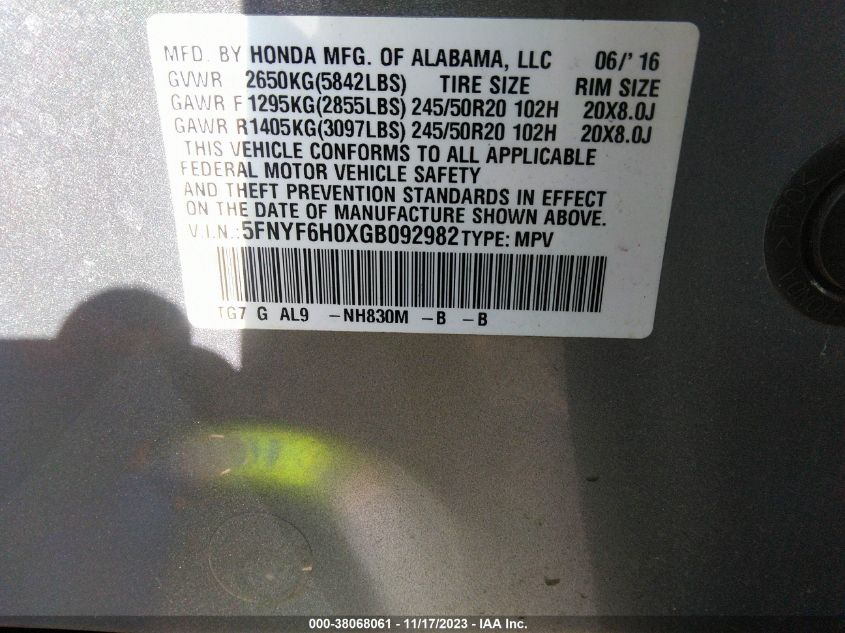 MFD. BY HONDA MFG. OF ALABAMA, LLC 06/' 16
GVWR 2650KG(5842LBS) TIRE SIZE RIM SIZE
GAWR F1295KG(2855LBS) 245/50R20 102H 20X8.0J
GAWR R1405KG(3097LBS) 245/50R20 102H 20X8.0J
THIS VEHICLE CONFORMS TO ALL APPLICABLE
FEDERAL MOTOR VEHICLE SAFETY
AND THEFT PREVENTION STANDARDS IN EFFECT
ON THE DATE OF MANUFACTURE SHOWN ABOVE.
V.I.N.: 5FNYF6H0XGB092982 TYPE: MPV
TG7 G AL9 -NH830M -B -B
000-38068061 - 11/17/2023 - IAA Inc.